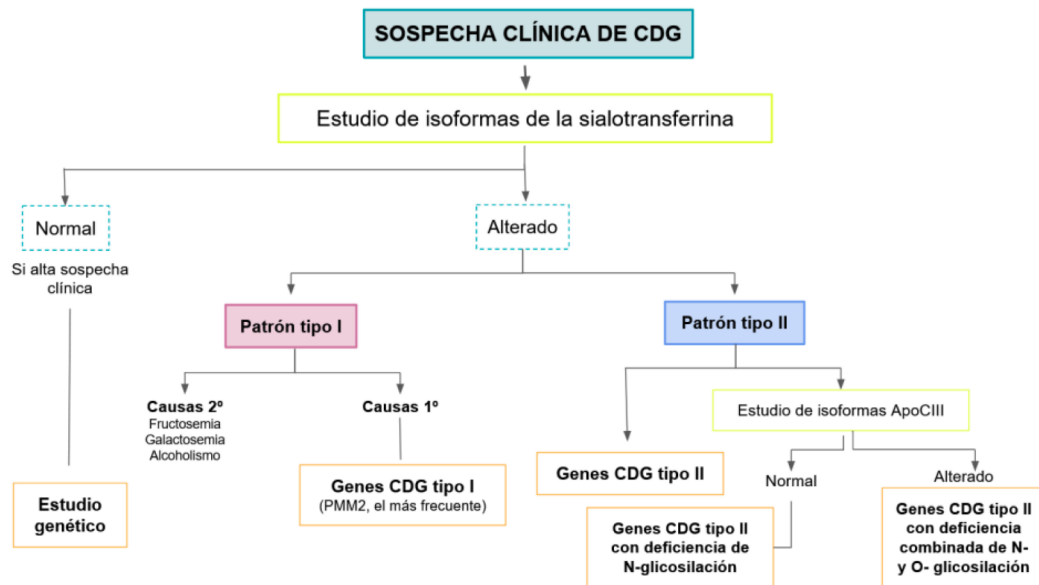 SOSPECHA CLÍNICA DE CDG
Estudio de isoformas de la sialotransferrina
Normal
Alterado
Si alta sospecha
clínica
Patrón tipo I
Patrón tipo II
Causas 2º
Fructosemia
Galactosemia
Alcoholismo
Causas 1º
Estudio de isoformas ApoCIII
Genes CDG tipo I
(PMM2, el más frecuente)
Genes CDG tipo II
Normal
Alterado
Estudio
genético
Genes CDG tipo II
con deficiencia de
N-glicosilación
Genes CDG tipo II
con deficiencia
combinada de N-
y O- glicosilación